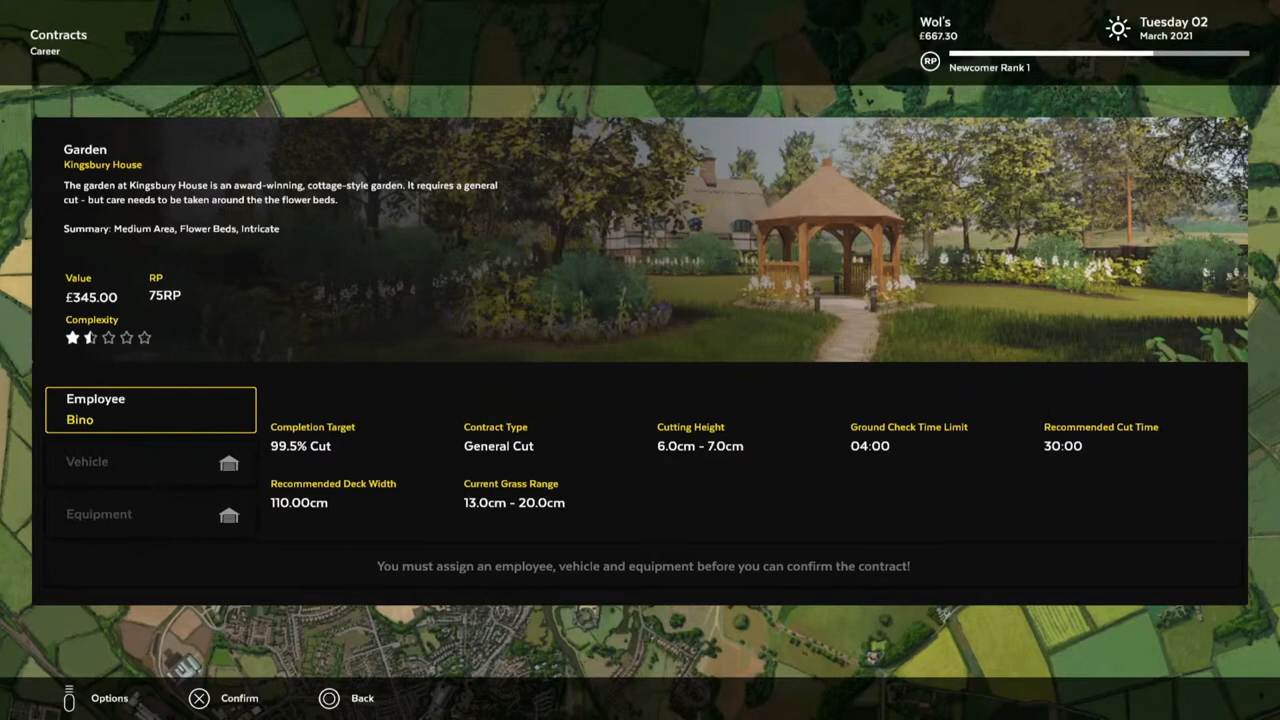 Contracts
Career
Wol's
£667.30
Tuesday 02
March 2021
RP
Newcomer Rank 1
Garden
Kingsbury House
The garden at Kingsbury House is an award-winning, cottage-style garden. It requires a general
cut - but care needs to be taken around the the flower beds.
Summary: Medium Area, Flower Beds, Intricate
Value
RP
£345.00
75RP
Complexity
Employee
Bino
Vehicle
Equipment
Completion Target
Contract Type
Cutting Height
Ground Check Time Limit
Recommended Cut Time
99.5% Cut
General Cut
6.0cm - 7.0cm
04:00
30:00
Recommended Deck Width
Current Grass Range
110.00cm
13.0cm - 20.0cm
You must assign an employee, vehicle and equipment before you can confirm the contract!
Options
Confirm
Back